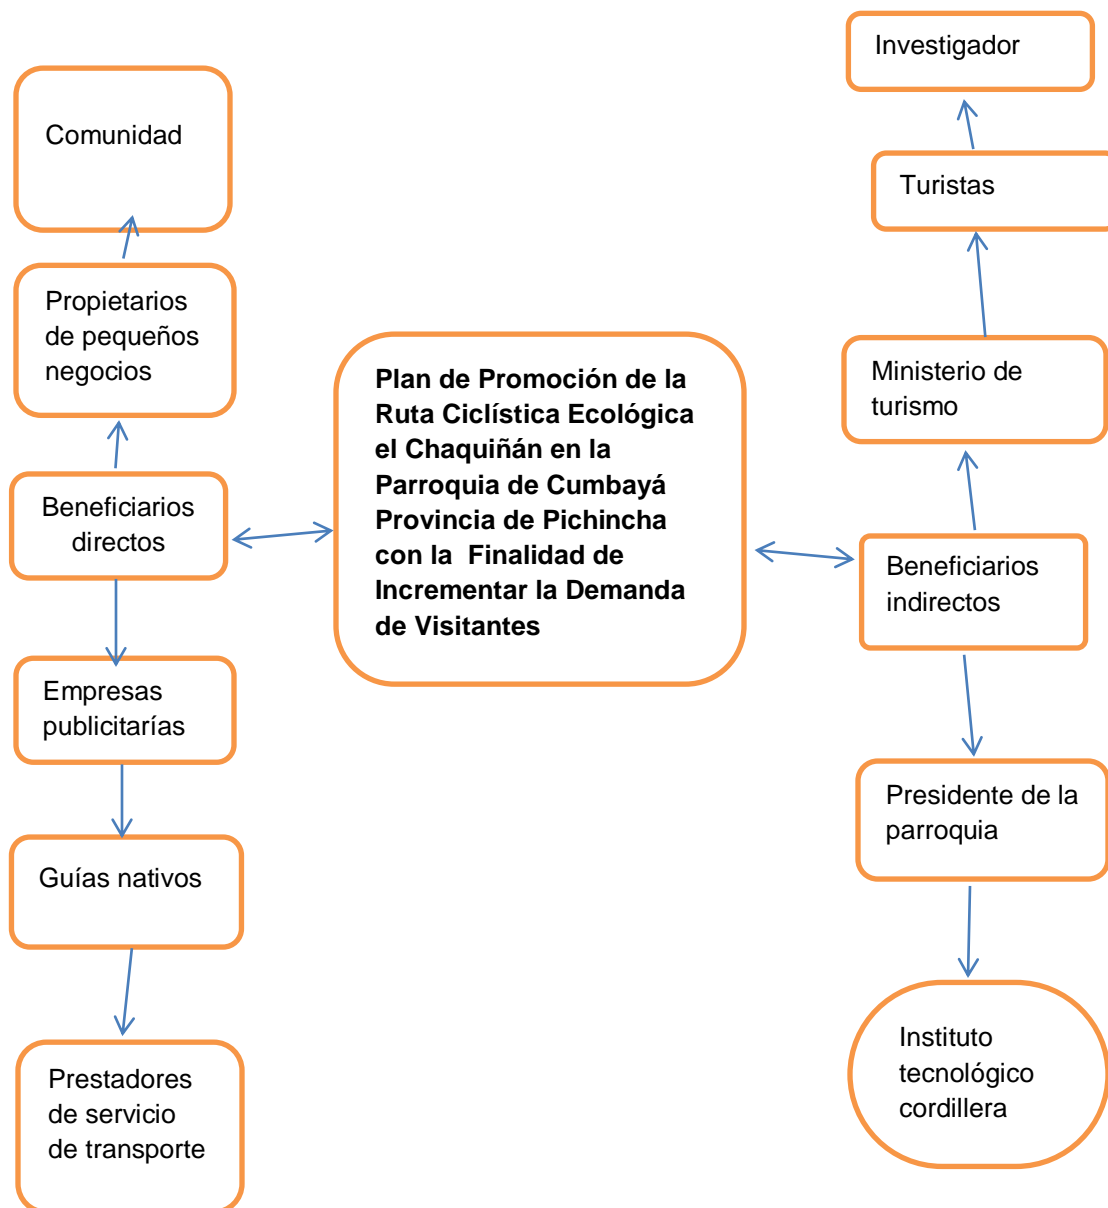 Comunidad
Propietarios
de pequeños
negocios
Beneficiarios
directos
Empresas
publicitarías
Guías nativos
Prestadores
de servicio
de transporte
Plan de Promoción de la
Ruta Ciclística Ecológica
el Chaquiñán en la
Parroquia de Cumbayá
Provincia de Pichincha
con la Finalidad de
Incrementar la Demanda
de Visitantes
Investigador
Turistas
Ministerio de
turismo
Beneficiarios
indirectos
Presidente de la
parroquia
Instituto
tecnológico
cordillera